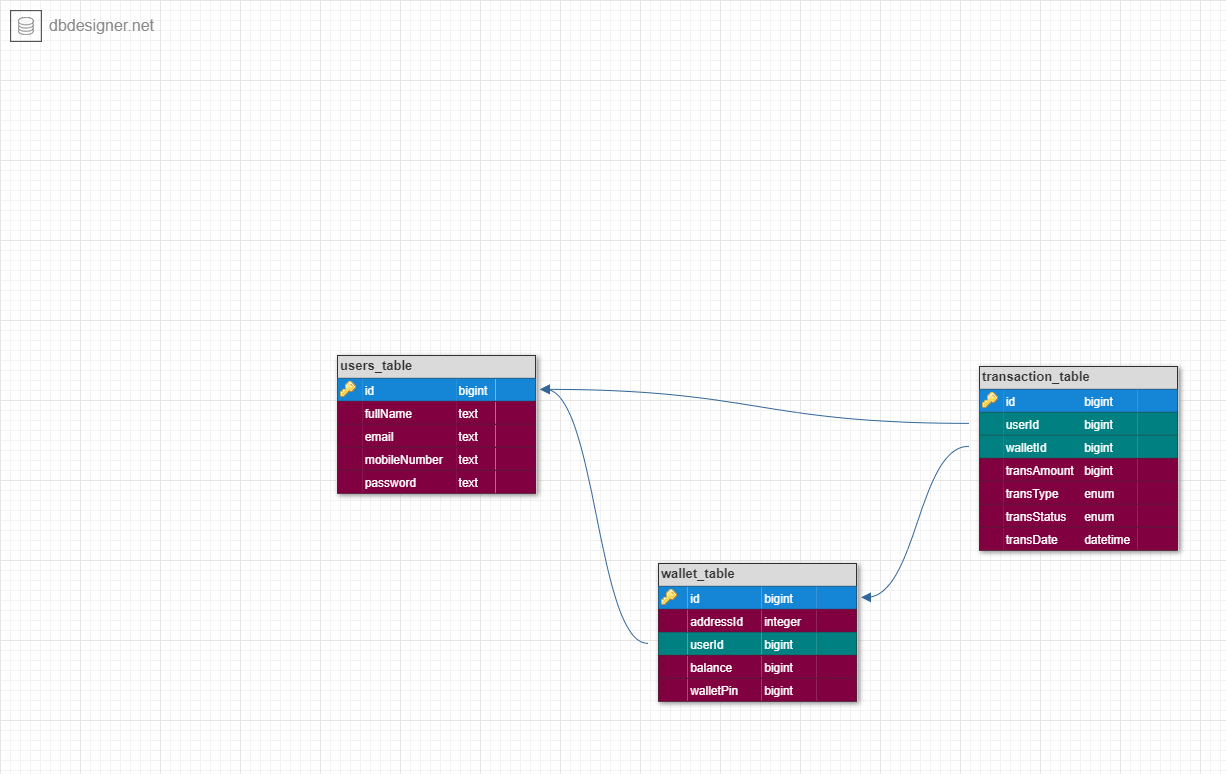 dbdesigner.net
users_table
id bigint
fullName text
email text
mobileNumber text
password text
transaction_table
id bigint
userId bigint
walletId bigint
transAmount bigint
transType enum
transStatus enum
transDate datetime
wallet_table
id bigint
addressId integer
userId bigint
balance bigint
walletPin bigint